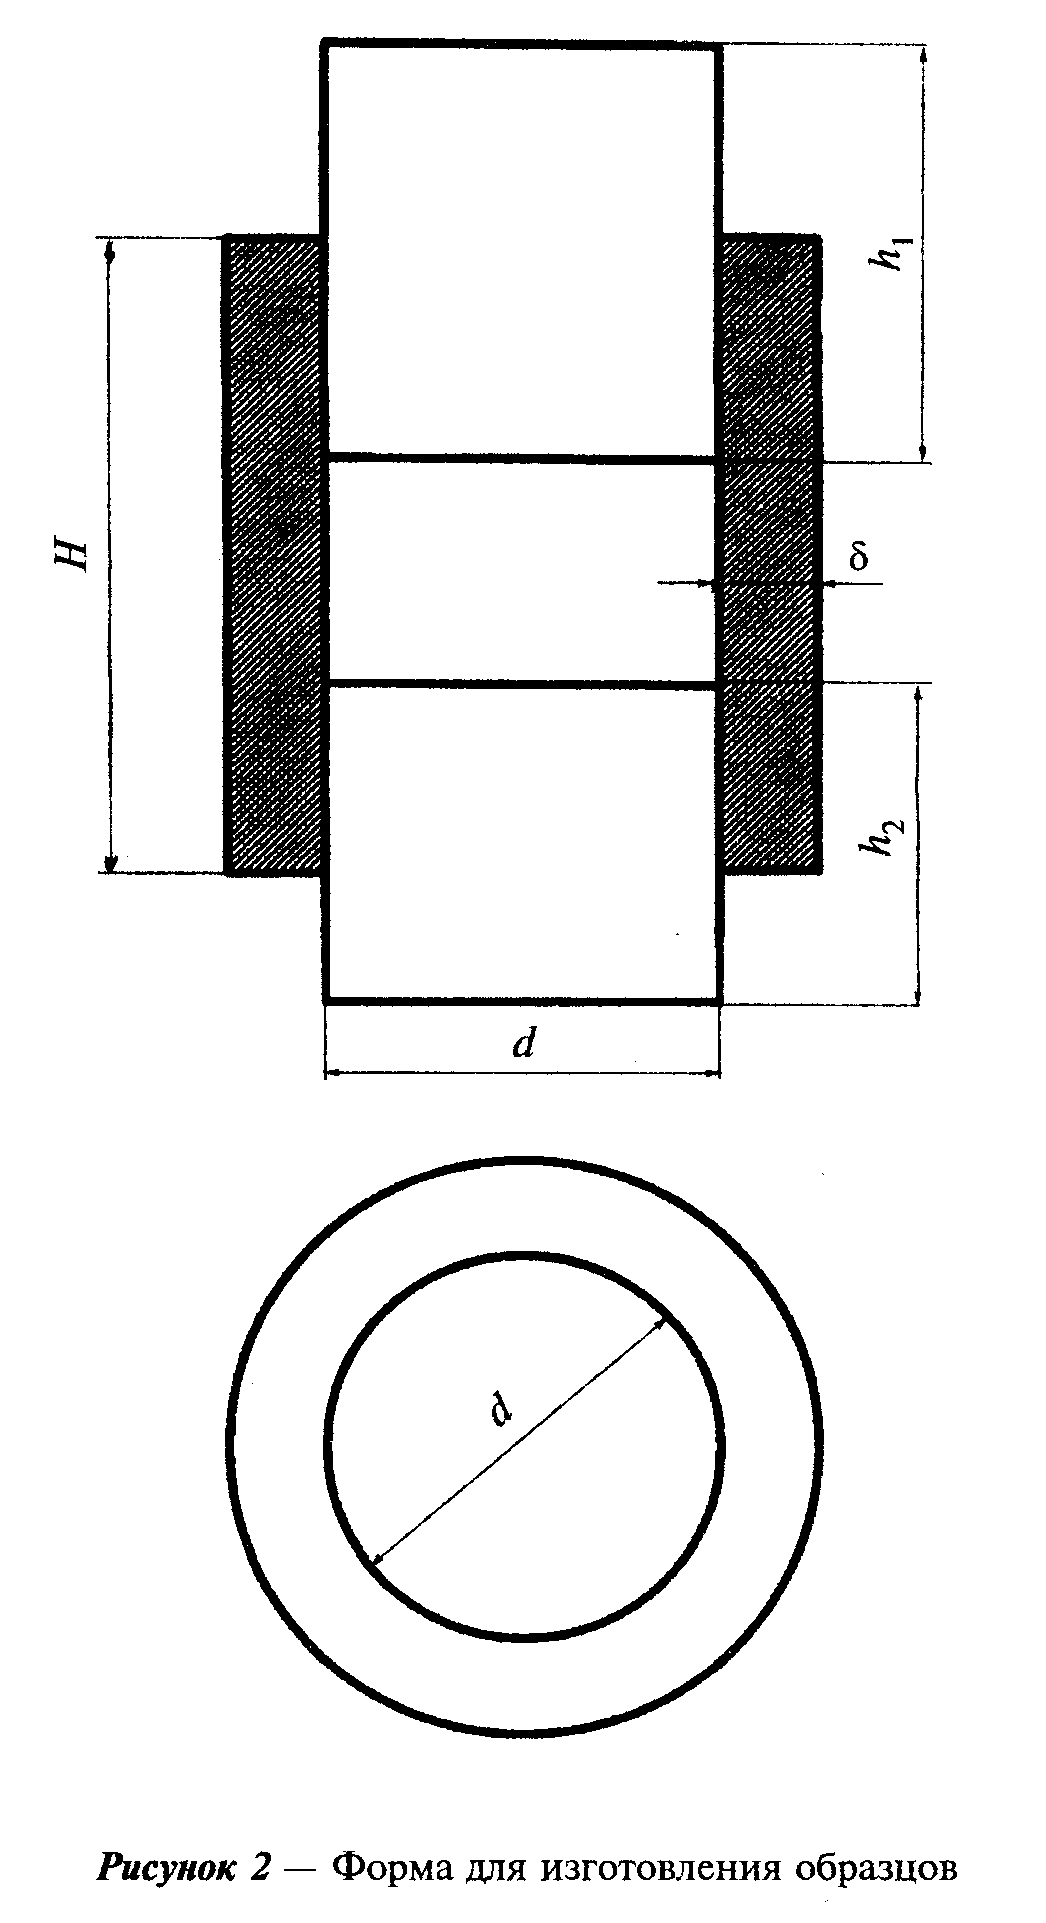 h₁
H
δ
h₂
d
d
Рисунок 2 — Форма для изготовления образцов